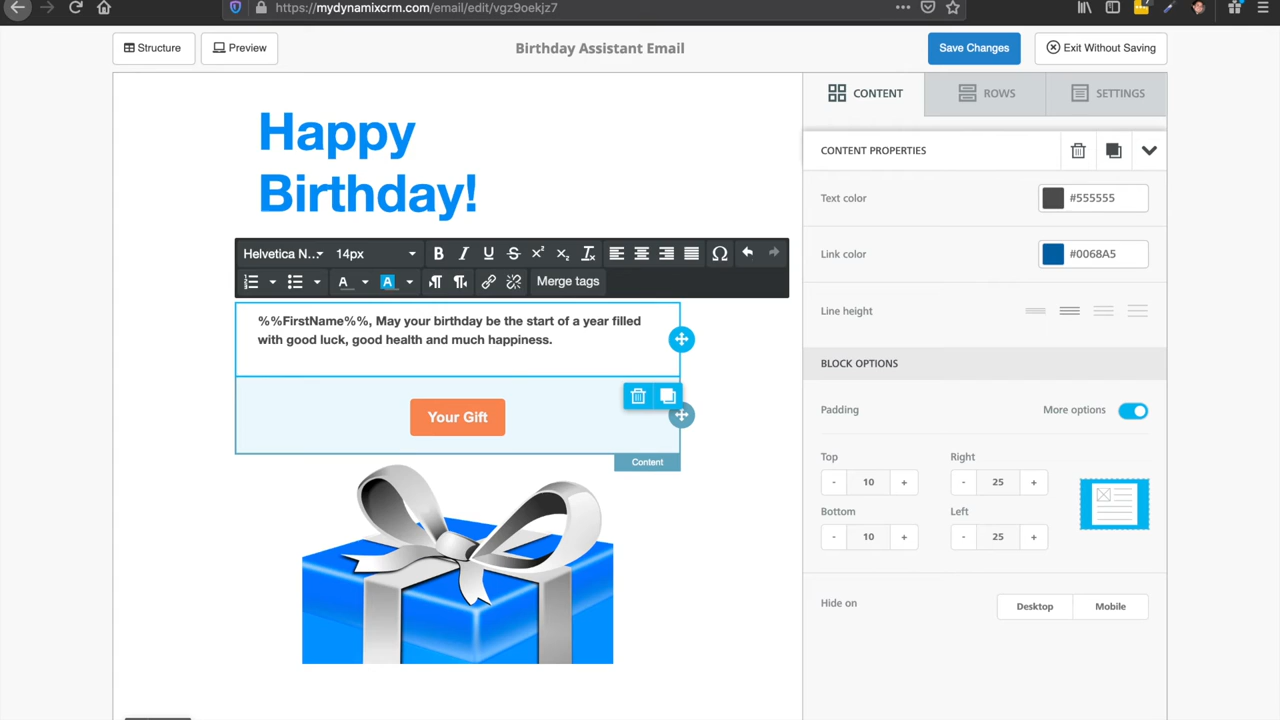 https://mydynamixcrm.com/email/edit/vgz9oekjz7
Structure
Preview
Birthday Assistant Email
Save Changes
Exit Without Saving
CONTENT
ROWS
SETTINGS
Happy
Birthday!
CONTENT PROPERTIES
Text color
#555555
Link color
#0068A5
Line height
Helvetica N...
14px
B I U S X² X₂ Tx
Ω
A
A
Merge tags
%%FirstName%%, May your birthday be the start of a year filled
with good luck, good health and much happiness.
Your Gift
Content
BLOCK OPTIONS
Padding
More options
Top
Right
- 10 +
- 25 +
Bottom
Left
- 10 +
- 25 +
Hide on
Desktop
Mobile